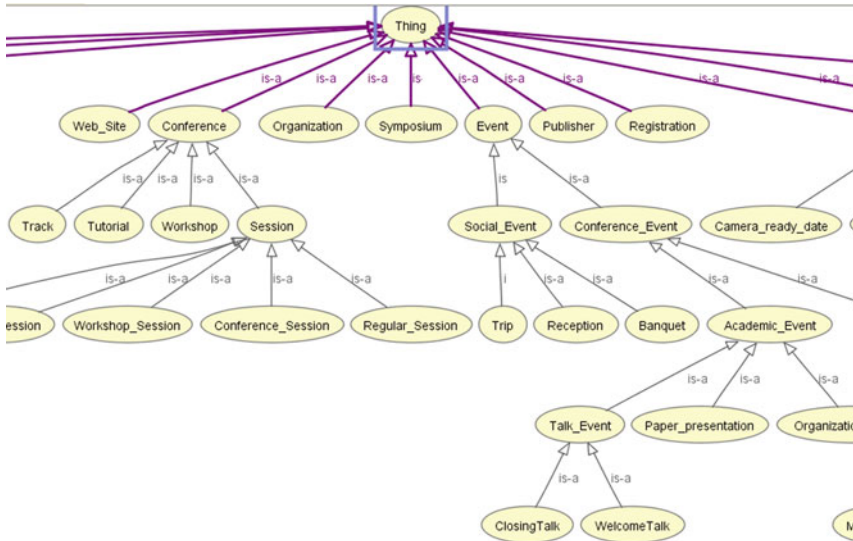 Thing
is-a is-a is-a is is-a is-a is-a is-a is-a
Web_Site Conference Organization Symposium Event Publisher Registration
is-a is-a is-a is-a is is-a
Track Tutorial Workshop Session Social_Event Conference_Event Camera_ready_date
is-a is-a is-a is-a is-a i is-a is-a is-a is-a
ession Workshop_Session Conference_Session Regular_Session Trip Reception Banquet Academic_Event
is-a is-a is-a
Talk_Event Paper_presentation Organizatio
is-a is-a
ClosingTalk WelcomeTalk M